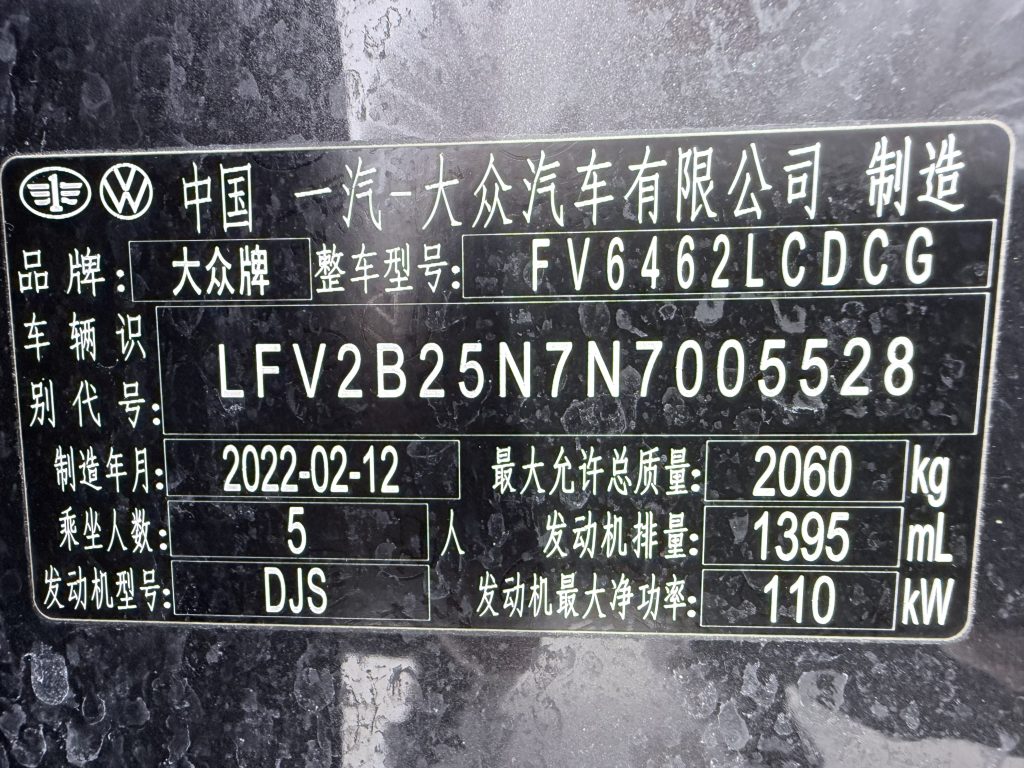 中国 一汽-大众汽车有限公司 制造
品牌: 大众牌 整车型号: FV6462LCDCG
车辆识别代号: LFV2B25N7N7005528
制造年月: 2022-02-12 最大允许总质量: 2060 kg
乘坐人数: 5 人 发动机排量: 1395 mL
发动机型号: DJS 发动机最大净功率: 110 kW